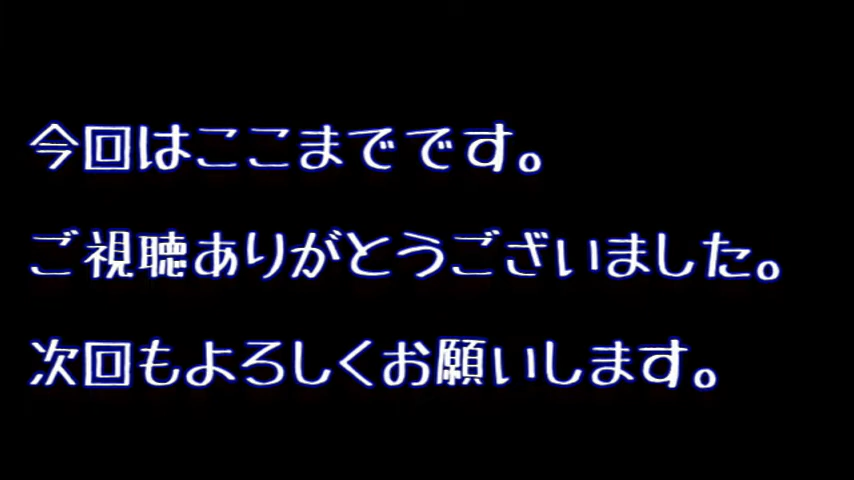 今回はここまでです。
ご視聴ありがとうございました。
次回もよろしくお願いします。